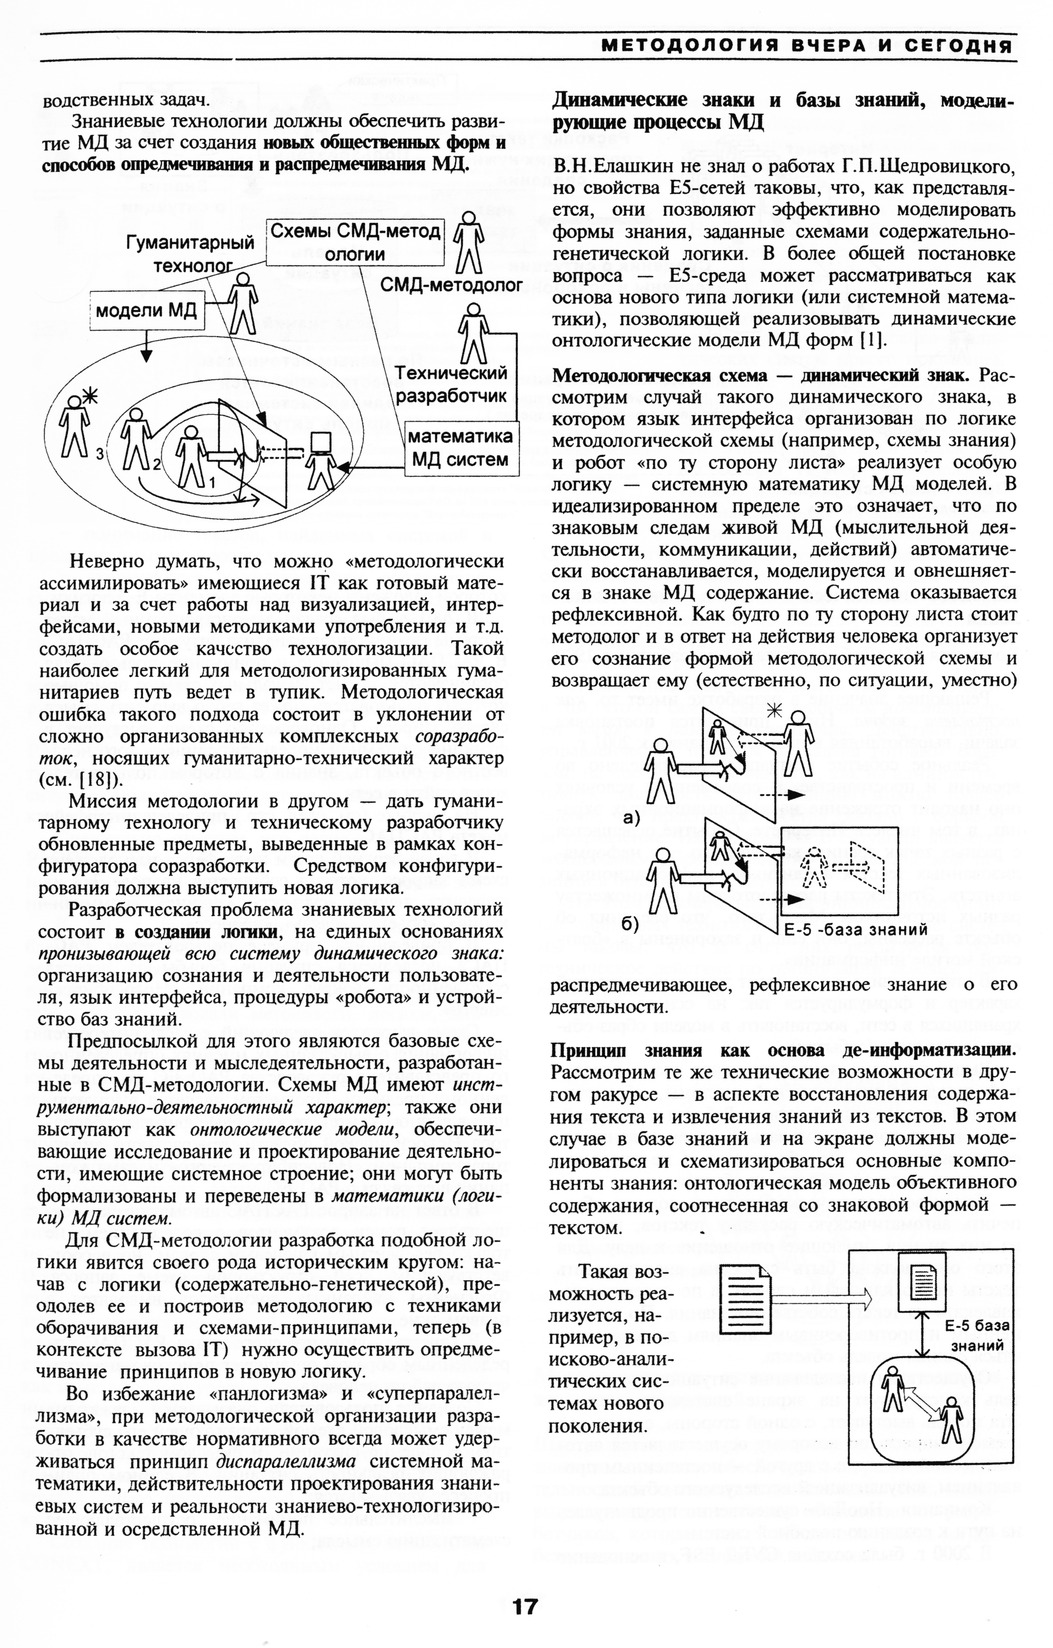 МЕТОДОЛОГИЯ ВЧЕРА И СЕГОДНЯ
водственных задач.
Знаниевые технологии должны обеспечить разви-
тие МД за счет создания новых общественных форм и
способов опредмечивания и распредмечивания МД.
Гуманитарный
технолог
Схемы СМД-метод
ологии
СМД-методолог
модели МД
Технический
разработчик
математика
МД систем
3
2
1
Неверно думать, что можно «методологически
ассимилировать» имеющиеся IT как готовый мате-
риал и за счет работы над визуализацией, интер-
фейсами, новыми методиками употребления и т.д.
создать особое качество технологизации. Такой
наиболее легкий для методологизированных гума-
нитариев путь ведет в тупик. Методологическая
ошибка такого подхода состоит в уклонении от
сложно организованных комплексных соразрабо-
ток, носящих гуманитарно-технический характер
(см. [18]).
Миссия методологии в другом — дать гумани-
тарному технологу и техническому разработчику
обновленные предметы, выведенные в рамках кон-
фигуратора соразработки. Средством конфигури-
рования должна выступить новая логика.
Разработческая проблема знаниевых технологий
состоит в создании логики, на единых основаниях
пронизывающей всю систему динамического знака:
организацию сознания и деятельности пользовате-
ля, язык интерфейса, процедуры «робота» и устрой-
ство баз знаний.
Предпосылкой для этого являются базовые схе-
мы деятельности и мыследеятельности, разработан-
ные в СМД-методологии. Схемы МД имеют инст-
рументально-деятельностный характер; также они
выступают как онтологические модели, обеспечи-
вающие исследование и проектирование деятельно-
сти, имеющие системное строение; они могут быть
формализованы и переведены в математики (логи-
ки) МД систем.
Для СМД-методологии разработка подобной ло-
гики явится своего рода историческим кругом: на-
чав с логики (содержательно-генетической), пре-
одолев ее и построив методологию с техниками
оборачивания и схемами-принципами, теперь (в
контексте вызова IT) нужно осуществить опредме-
чивание принципов в новую логику.
Во избежание «панлогизма» и «суперпаралел-
лизма», при методологической организации разра-
ботки в качестве нормативного всегда может удер-
живаться принцип диспаралеллизма системной ма-
тематики, действительности проектирования знани-
евых систем и реальности знаниево-технологизиро-
ванной и осредствленной МД.
Динамические знаки и базы знаний, модели-
рующие процессы МД
В.Н.Елашкин не знал о работах Г.П.Щедровицкого,
но свойства Е5-сетей таковы, что, как представля-
ется, они позволяют эффективно моделировать
формы знания, заданные схемами содержательно-
генетической логики. В более общей постановке
вопроса — Е5-среда может рассматриваться как
основа нового типа логики (или системной матема-
тики), позволяющей реализовывать динамические
онтологические модели МД форм [1].
Методологическая схема — динамический знак. Рас-
смотрим случай такого динамического знака, в
котором язык интерфейса организован по логике
методологической схемы (например, схемы знания)
и робот «по ту сторону листа» реализует особую
логику — системную математику МД моделей. В
идеализированном пределе это означает, что по
знаковым следам живой МД (мыслительной дея-
тельности, коммуникации, действий) автоматиче-
ски восстанавливается, моделируется и овнешняет-
ся в знаке МД содержание. Система оказывается
рефлексивной. Как будто по ту сторону листа стоит
методолог и в ответ на действия человека организует
его сознание формой методологической схемы и
возвращает ему (естественно, по ситуации, уместно)
а)
б)
Е-5 -база знаний
распредмечивающее, рефлексивное знание о его
деятельности.
Принцип знания как основа де-информатизации.
Рассмотрим те же технические возможности в дру-
гом ракурсе — в аспекте восстановления содержа-
ния текста и извлечения знаний из текстов. В этом
случае в базе знаний и на экране должны моде-
лироваться и схематизироваться основные компо-
ненты знания: онтологическая модель объективного
содержания, соотнесенная со знаковой формой —
текстом.
Такая воз-
можность реа-
лизуется, на-
пример, в по-
исково-анали-
тических сис-
темах нового
поколения.
Е-5 база
знаний
17